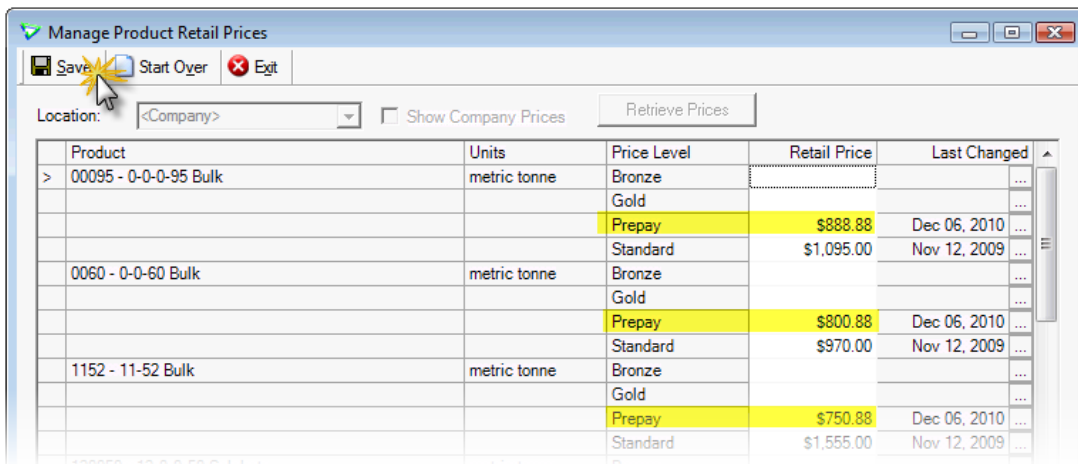 Manage Product Retail Prices
Save Start Over Exit
Location: <Company> Show Company Prices Retrieve Prices
Product Units Price Level Retail Price Last Changed
> 00095 - 0-0-0-95 Bulk metric tonne Bronze ...
Gold ...
Prepay $888.88 Dec 06, 2010 ...
Standard $1,095.00 Nov 12, 2009 ...
0060 - 0-0-60 Bulk metric tonne Bronze ...
Gold ...
Prepay $800.88 Dec 06, 2010 ...
Standard $970.00 Nov 12, 2009 ...
1152 - 11-52 Bulk metric tonne Bronze ...
Gold ...
Prepay $750.88 Dec 06, 2010 ...
Standard $1,555.00 Nov 12, 2009 ...